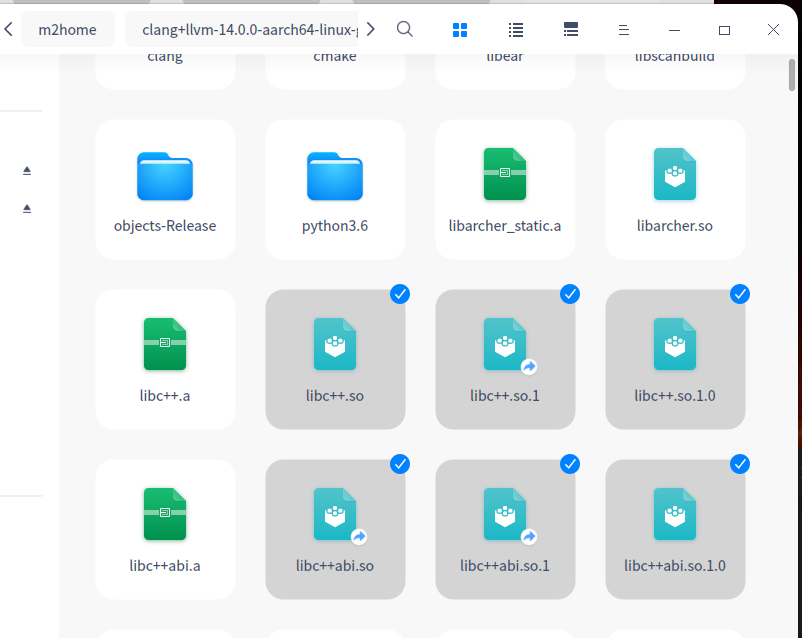 m2home
clang+llvm-14.0.0-aarch64-linux-g
clang
cmake
libear
libscanbuild
objects-Release
python3.6
libarcher_static.a
libarcher.so
libc++.a
libc++.so
libc++.so.1
libc++.so.1.0
libc++abi.a
libc++abi.so
libc++abi.so.1
libc++abi.so.1.0